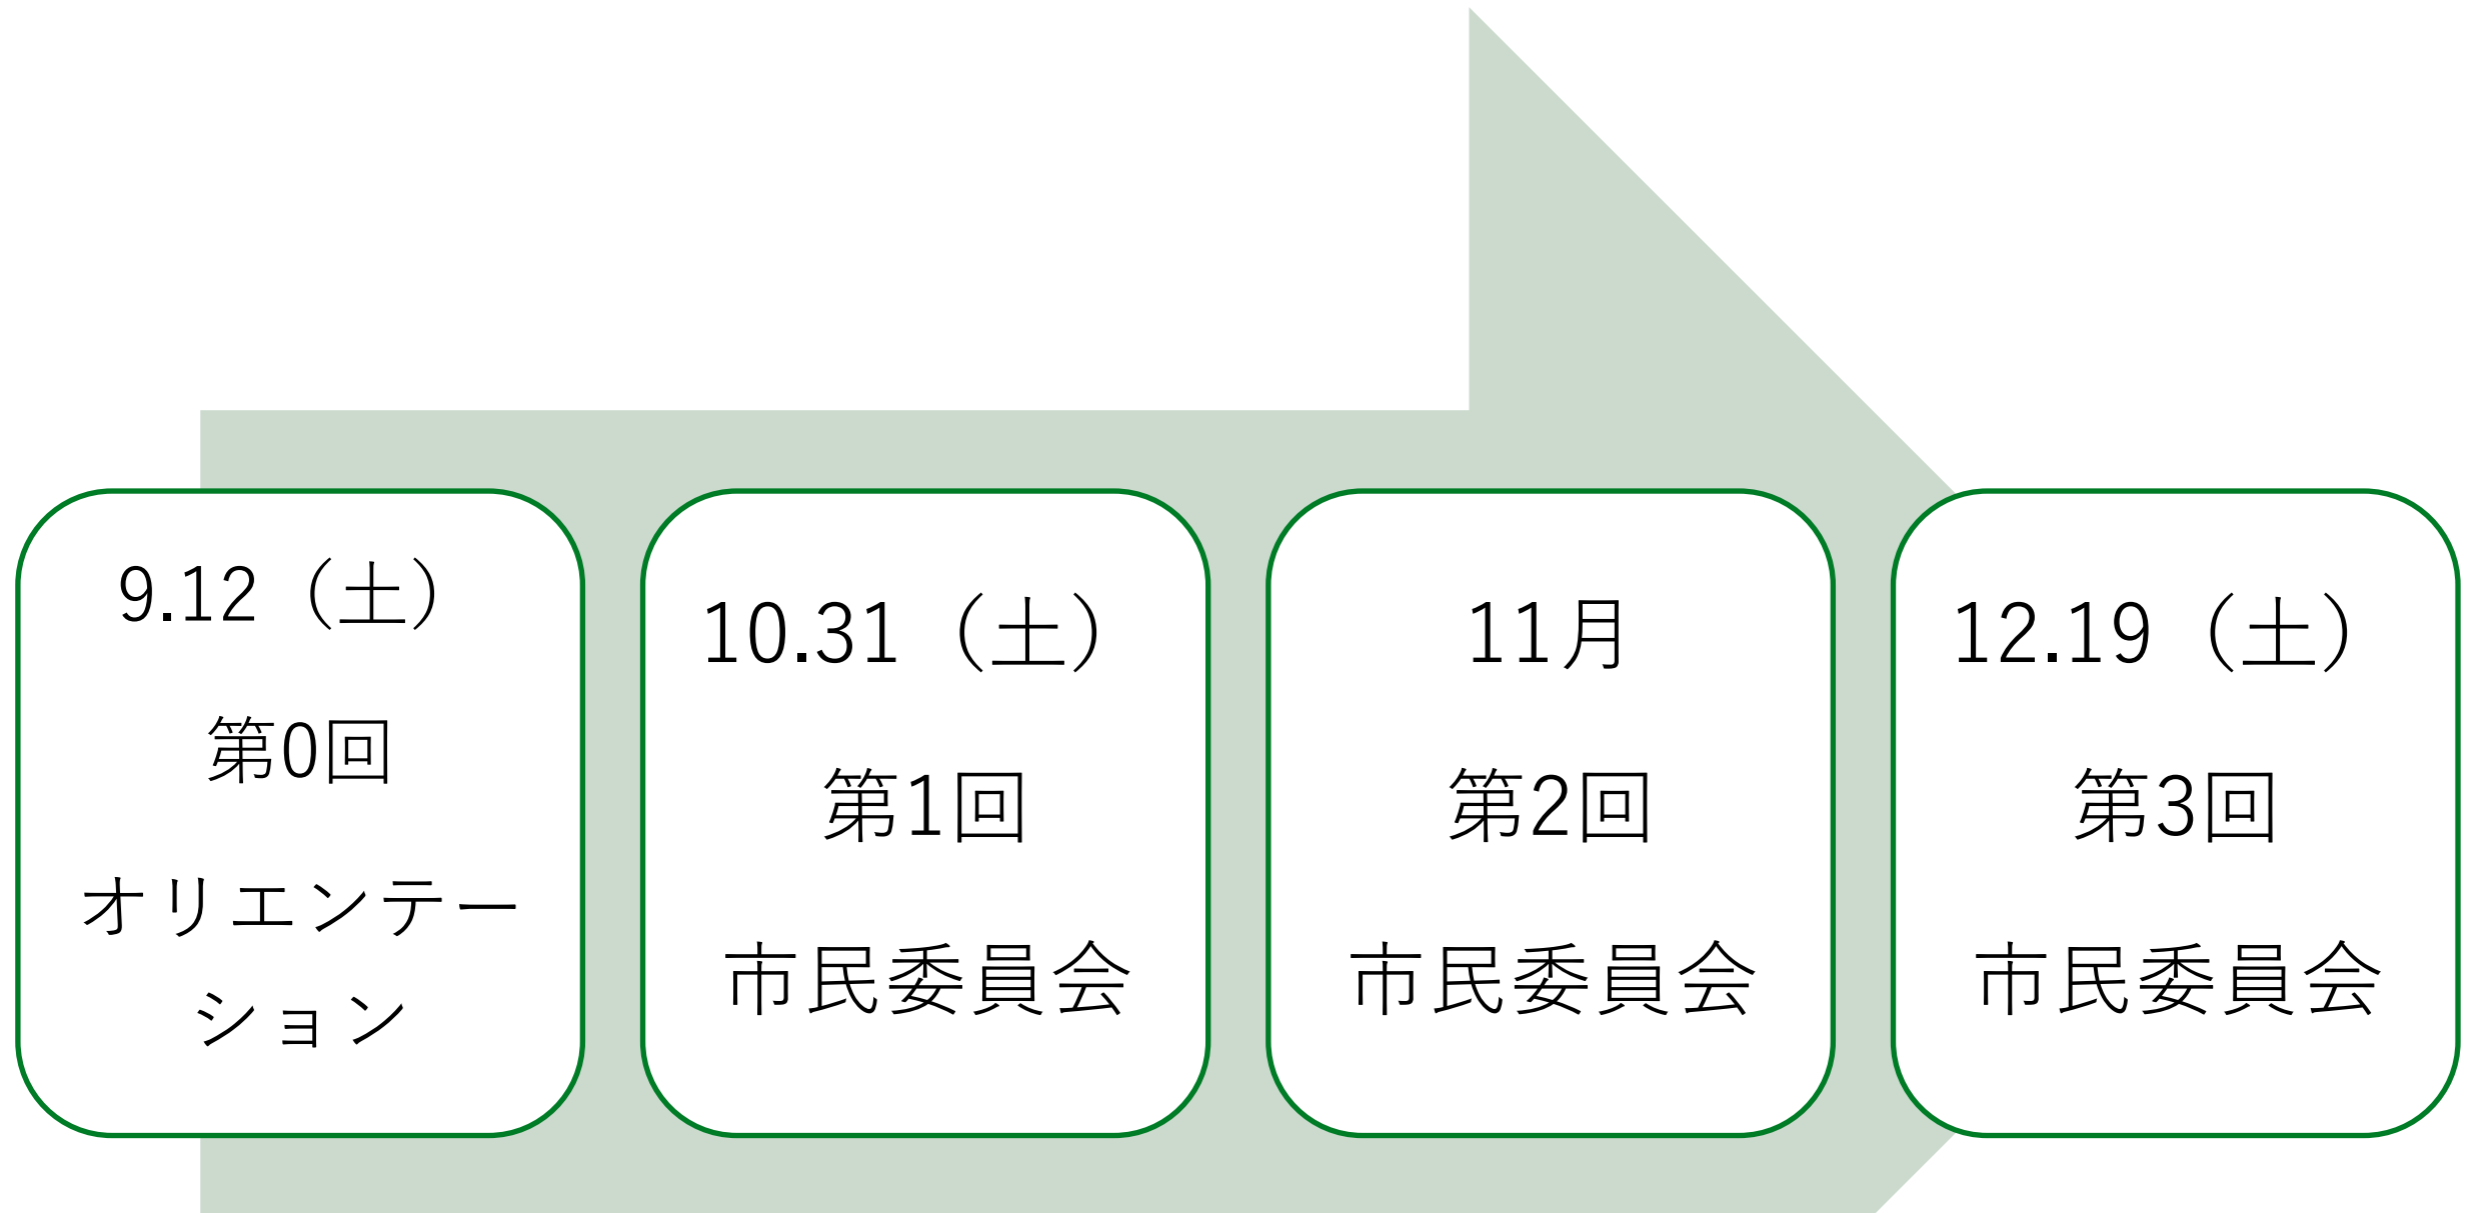 9.12（土）
第0回
オリエンテー
ション
10.31（土）
第1回
市民委員会
11月
第2回
市民委員会
12.19（土）
第3回
市民委員会